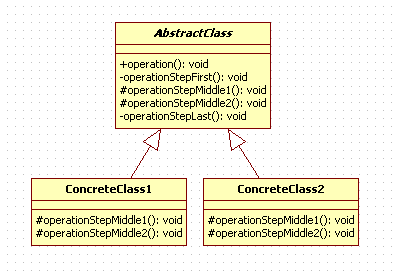 AbstractClass
+operation(): void
-operationStepFirst(): void
#operationStepMiddle1(): void
#operationStepMiddle2(): void
-operationStepLast(): void
ConcreteClass1
#operationStepMiddle1(): void
#operationStepMiddle2(): void
ConcreteClass2
#operationStepMiddle1(): void
#operationStepMiddle2(): void